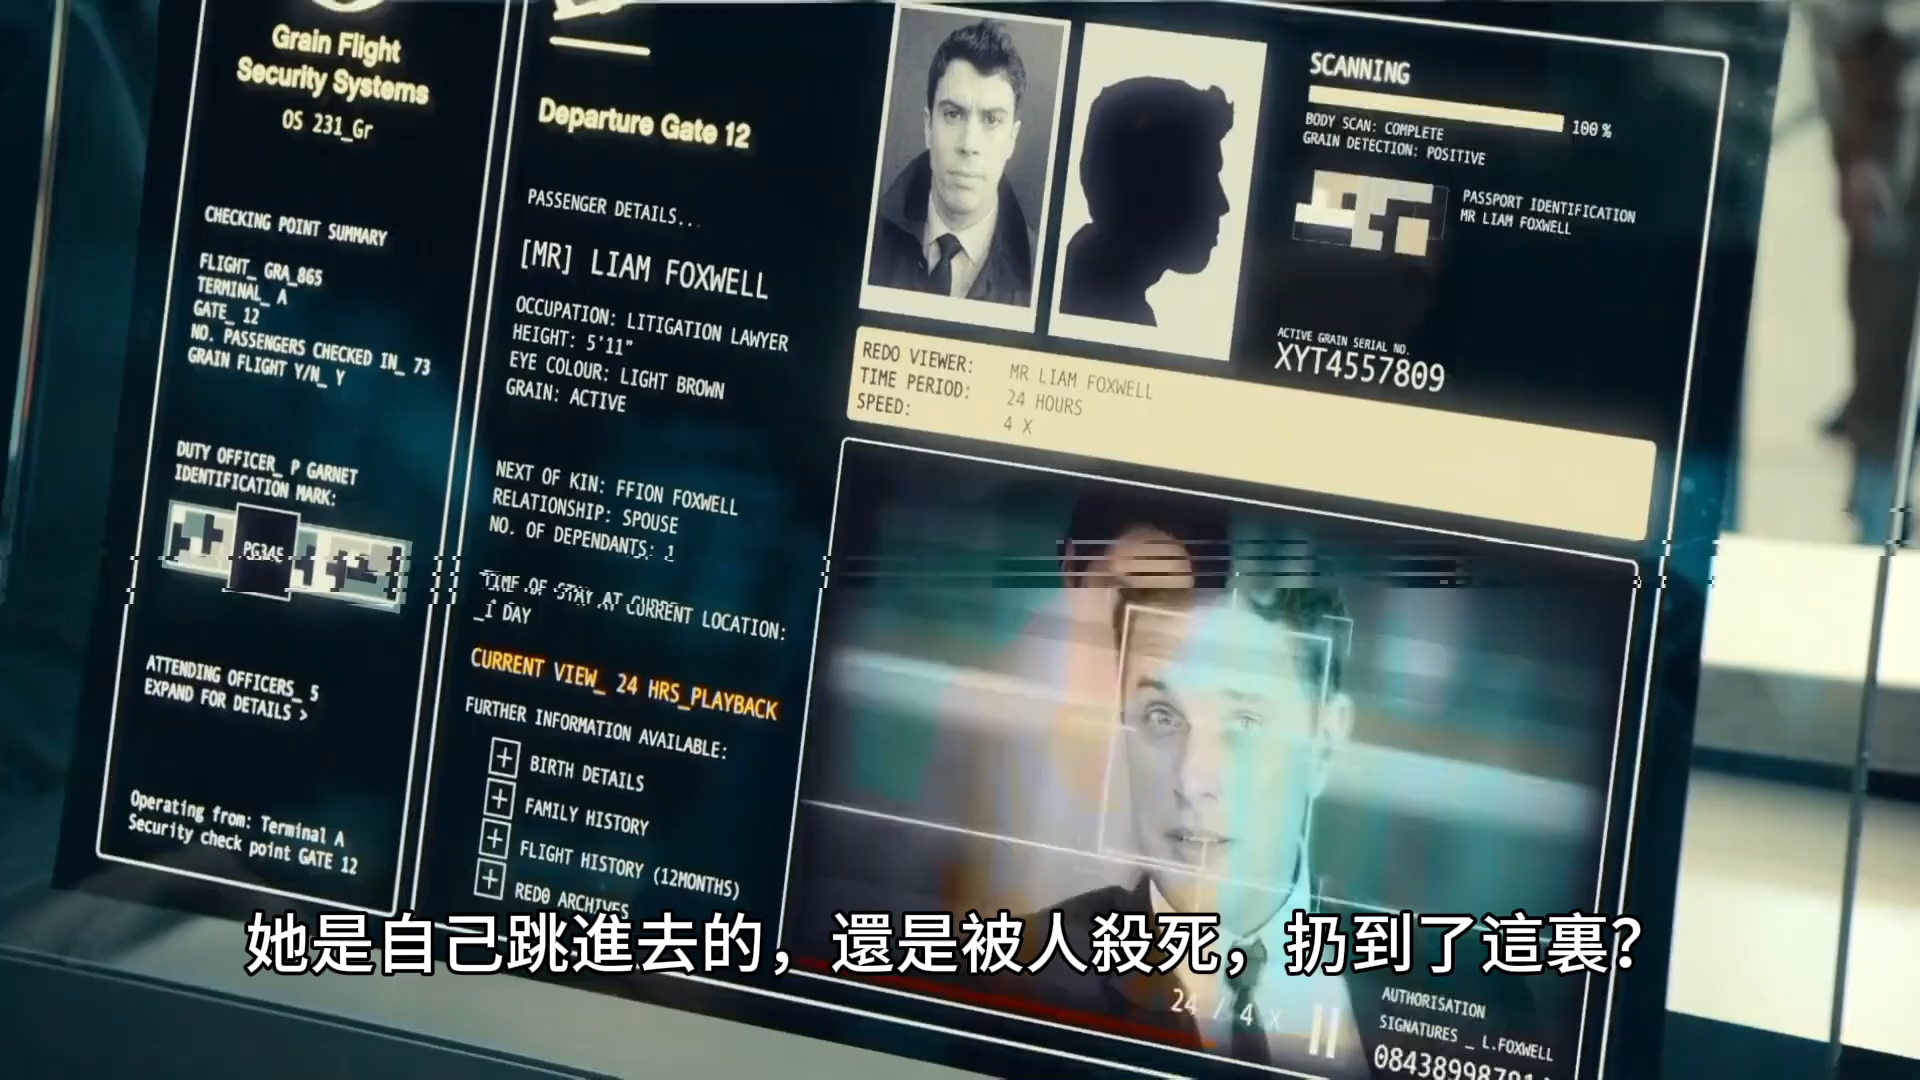 Grain Flight
Security Systems
OS 231_Gr
CHECKING POINT SUMMARY
FLIGHT_ GRA_865
TERMINAL_ A
GATE_ 12
NO. PASSENGERS CHECKED IN_ 73
GRAIN FLIGHT Y/N_ Y
DUTY OFFICER_ P GARNET
IDENTIFICATION MARK:
PG345
ATTENDING OFFICERS_ 5
EXPAND FOR DETAILS >
Operating from: Terminal A
Security check point GATE 12
Departure Gate 12
PASSENGER DETAILS...
[MR] LIAM FOXWELL
OCCUPATION: LITIGATION LAWYER
HEIGHT: 5'11"
EYE COLOUR: LIGHT BROWN
GRAIN: ACTIVE
NEXT OF KIN: FFION FOXWELL
RELATIONSHIP: SPOUSE
NO. OF DEPENDANTS: 1
TIME OF STAY AT CURRENT LOCATION:
_1 DAY
CURRENT VIEW_ 24 HRS_PLAYBACK
FURTHER INFORMATION AVAILABLE:
BIRTH DETAILS
FAMILY HISTORY
FLIGHT HISTORY (12MONTHS)
REDO ARCHIVES
SCANNING
100%
BODY SCAN: COMPLETE
GRAIN DETECTION: POSITIVE
PASSPORT IDENTIFICATION
MR LIAM FOXWELL
ACTIVE GRAIN SERIAL NO.
XYT4557809
REDO VIEWER: MR LIAM FOXWELL
TIME PERIOD: 24 HOURS
SPEED: 4 X
24 / 4 X
AUTHORISATION
SIGNATURES _ L.FOXWELL
她是自己跳進去的，還是被人殺死，扔到了這裏？